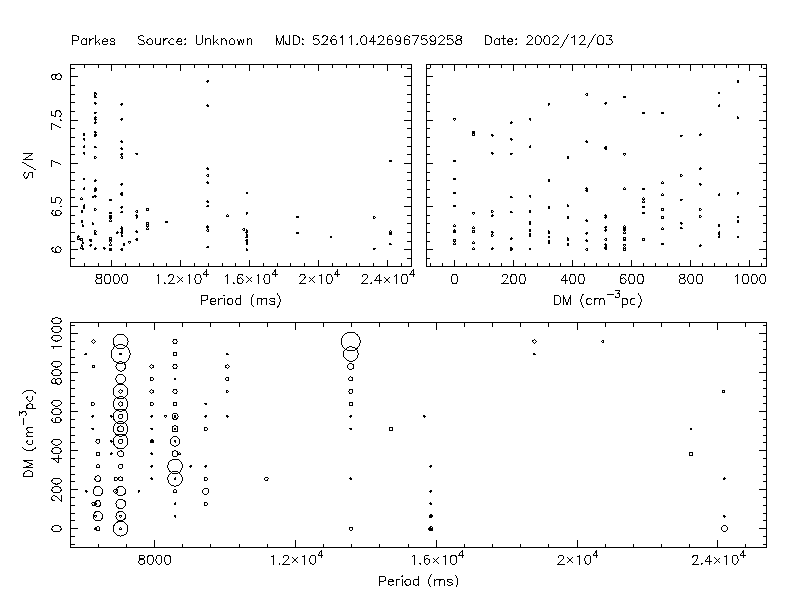 Parkes Source: Unknown MJD: 52611.042696759258 Date: 2002/12/03
S/N
8
7.5
7
6.5
6
8000 1.2×10⁴ 1.6×10⁴ 2×10⁴ 2.4×10⁴
Period (ms)
0 200 400 600 800 1000
DM (cm⁻³pc)
DM (cm⁻³pc)
1000
800
600
400
200
0
8000 1.2×10⁴ 1.6×10⁴ 2×10⁴ 2.4×10⁴
Period (ms)